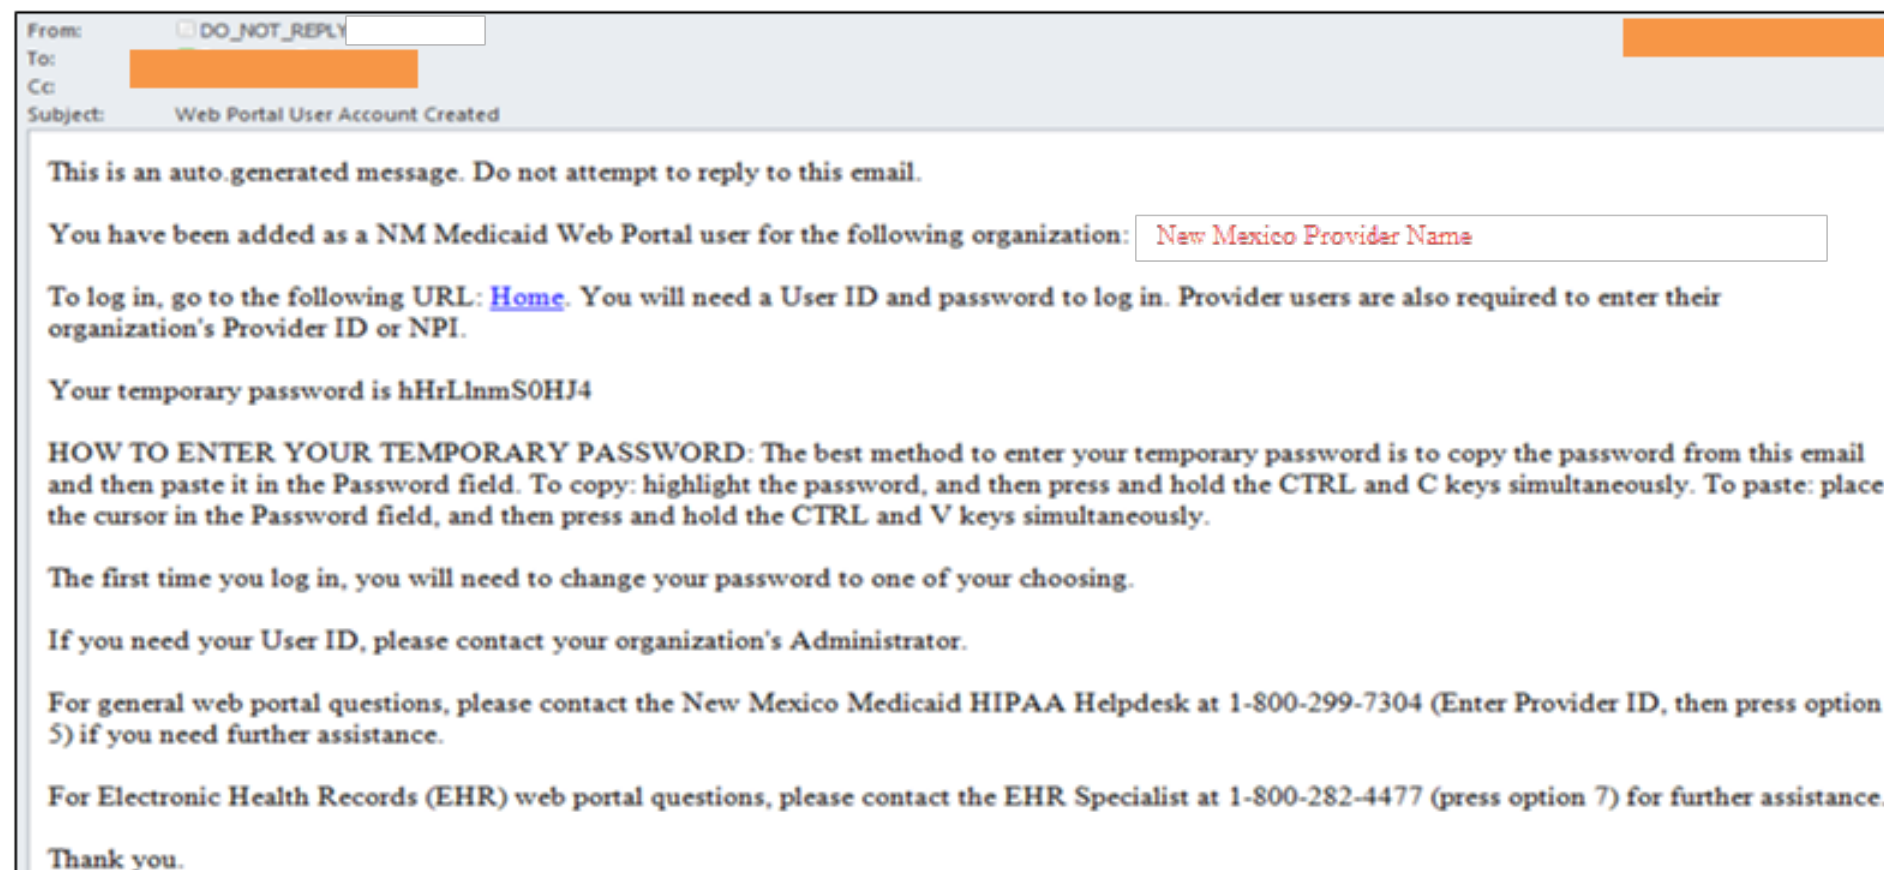 From: DO_NOT_REPLY
To:
Cc:
Subject: Web Portal User Account Created
This is an auto.generated message. Do not attempt to reply to this email.
You have been added as a NM Medicaid Web Portal user for the following organization: New Mexico Provider Name
To log in, go to the following URL: Home. You will need a User ID and password to log in. Provider users are also required to enter their
organization's Provider ID or NPI.
Your temporary password is hHrLlnmS0HJ4
HOW TO ENTER YOUR TEMPORARY PASSWORD: The best method to enter your temporary password is to copy the password from this email
and then paste it in the Password field. To copy: highlight the password, and then press and hold the CTRL and C keys simultaneously. To paste: place
the cursor in the Password field, and then press and hold the CTRL and V keys simultaneously.
The first time you log in, you will need to change your password to one of your choosing.
If you need your User ID, please contact your organization's Administrator.
For general web portal questions, please contact the New Mexico Medicaid HIPAA Helpdesk at 1-800-299-7304 (Enter Provider ID, then press option
5) if you need further assistance.
For Electronic Health Records (EHR) web portal questions, please contact the EHR Specialist at 1-800-282-4477 (press option 7) for further assistance.
Thank you.